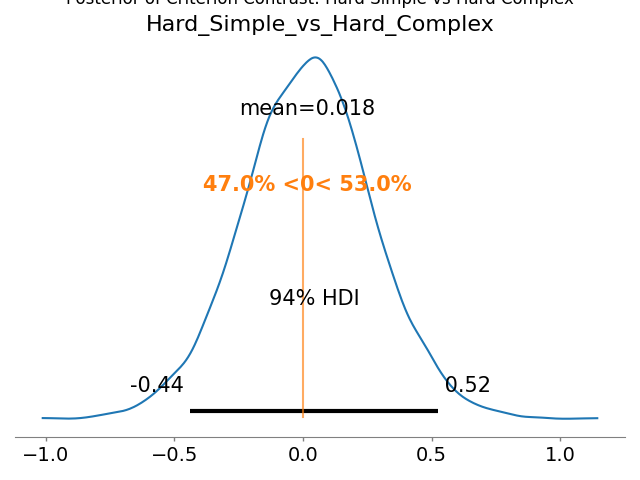 Posterior of Criterion Contrast: Hard Simple vs Hard Complex
Hard_Simple_vs_Hard_Complex
mean=0.018
47.0% <0< 53.0%
94% HDI
-0.44 0.52
−1.0 −0.5 0.0 0.5 1.0